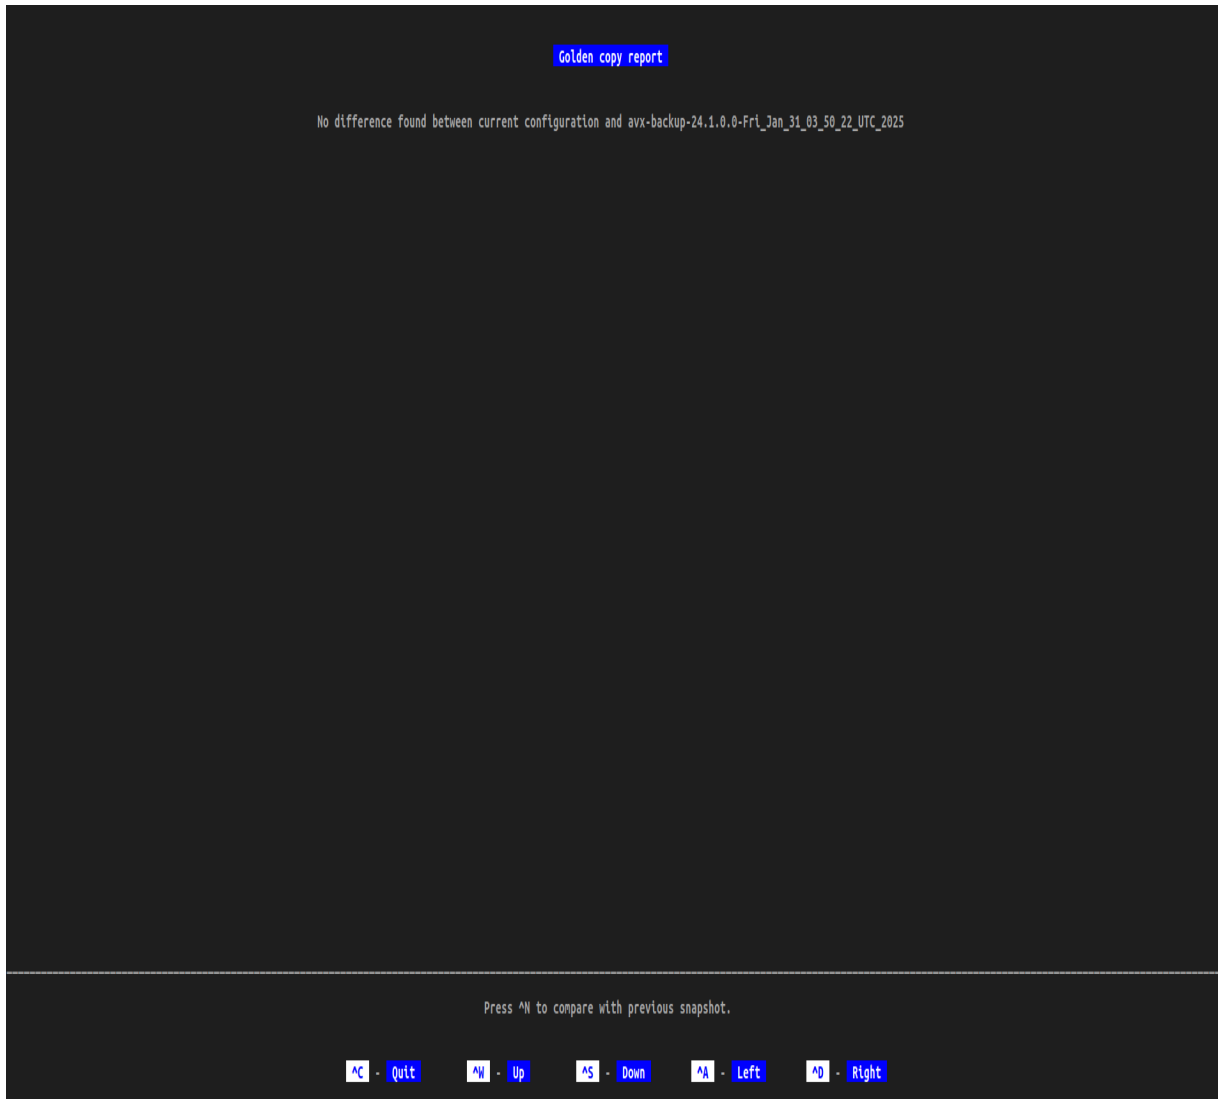 Golden copy report
No difference found between current configuration and avx-backup-24.1.0.0-Fri_Jan_31_03_50_22_UTC_2025
Press ^N to compare with previous snapshot.
^C - Quit ^W - Up ^S - Down ^A - Left ^D - Right